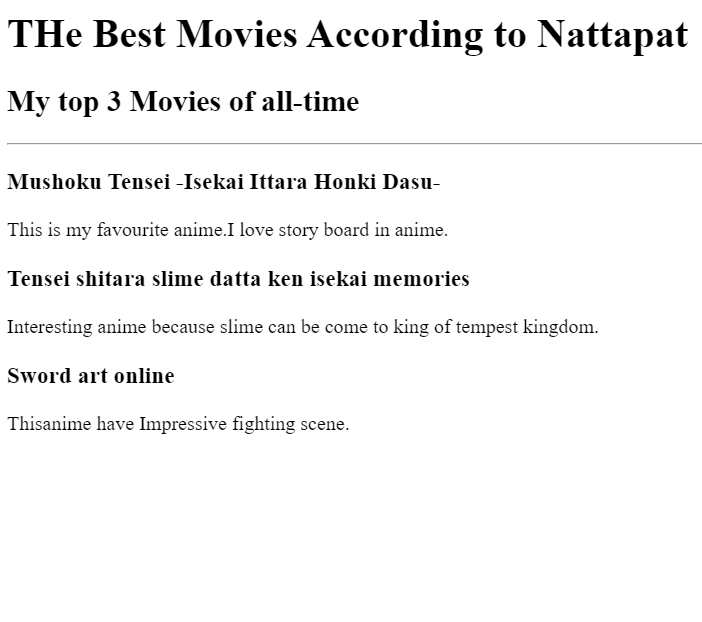 THe Best Movies According to Nattapat
My top 3 Movies of all-time
Mushoku Tensei -Isekai Ittara Honki Dasu-
This is my favourite anime.I love story board in anime.
Tensei shitara slime datta ken isekai memories
Interesting anime because slime can be come to king of tempest kingdom.
Sword art online
Thisanime have Impressive fighting scene.